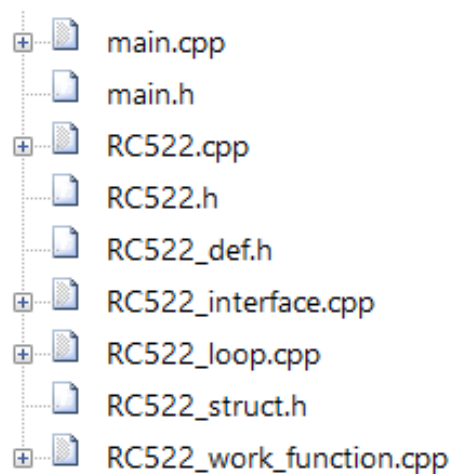 main.cpp
main.h
RC522.cpp
RC522.h
RC522_def.h
RC522_interface.cpp
RC522_loop.cpp
RC522_struct.h
RC522_work_function.cpp